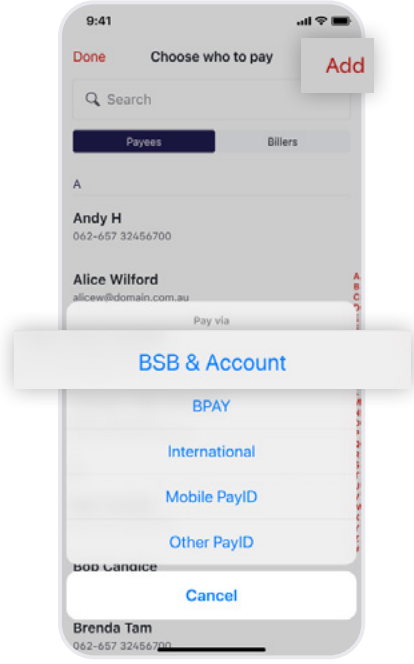 9:41
Done Choose who to pay Add
Search
Payees Billers
A
Andy H
062-657 32456700
Alice Wilford
alicew@domain.com.au
A
B
C
D
Pay via
BSB & Account
BPAY
International
Mobile PayID
Other PayID
Bob Candice
Cancel
Brenda Tam
062-657 32456700